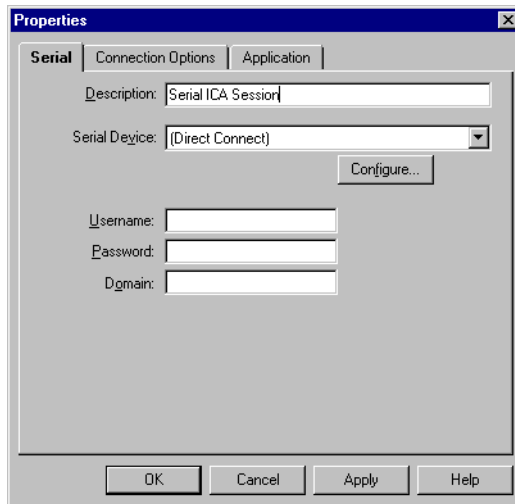 Properties
Serial Connection Options Application
Description: Serial ICA Session
Serial Device: (Direct Connect)
Configure...
Username:
Password:
Domain:
OK Cancel Apply Help